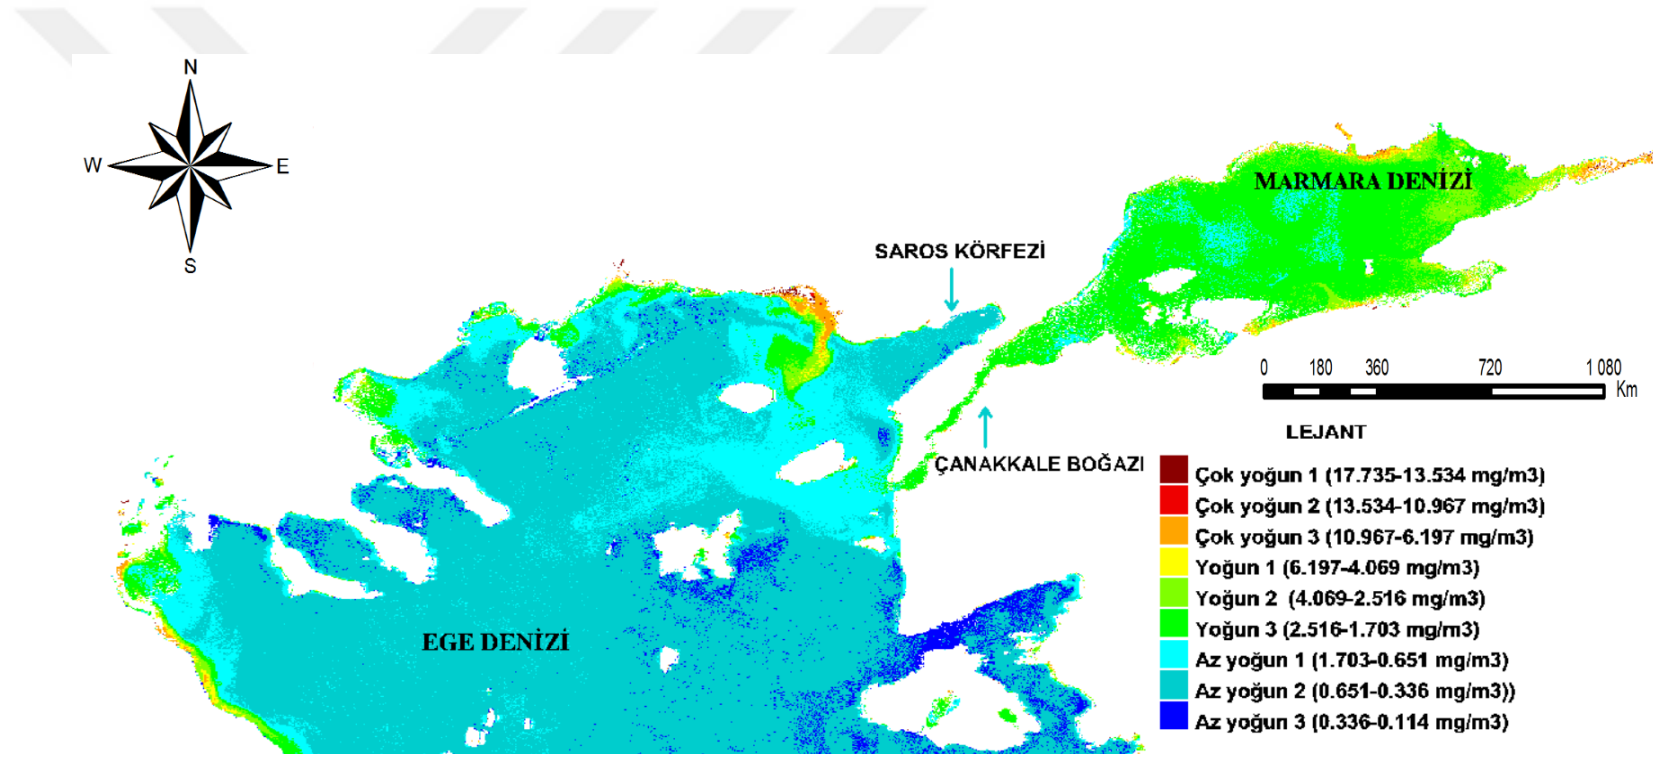 N
W E
S
MARMARA DENİZİ
SAROS KÖRFEZİ
0 180 360 720 1 080
Km
LEJANT
ÇANAKKALE BOĞAZI
Çok yoğun 1 (17.735-13.534 mg/m3)
Çok yoğun 2 (13.534-10.967 mg/m3)
Çok yoğun 3 (10.967-6.197 mg/m3)
Yoğun 1 (6.197-4.069 mg/m3)
Yoğun 2 (4.069-2.516 mg/m3)
Yoğun 3 (2.516-1.703 mg/m3)
Az yoğun 1 (1.703-0.651 mg/m3)
EGE DENİZİ
Az yoğun 2 (0.651-0.336 mg/m3))
Az yoğun 3 (0.336-0.114 mg/m3)